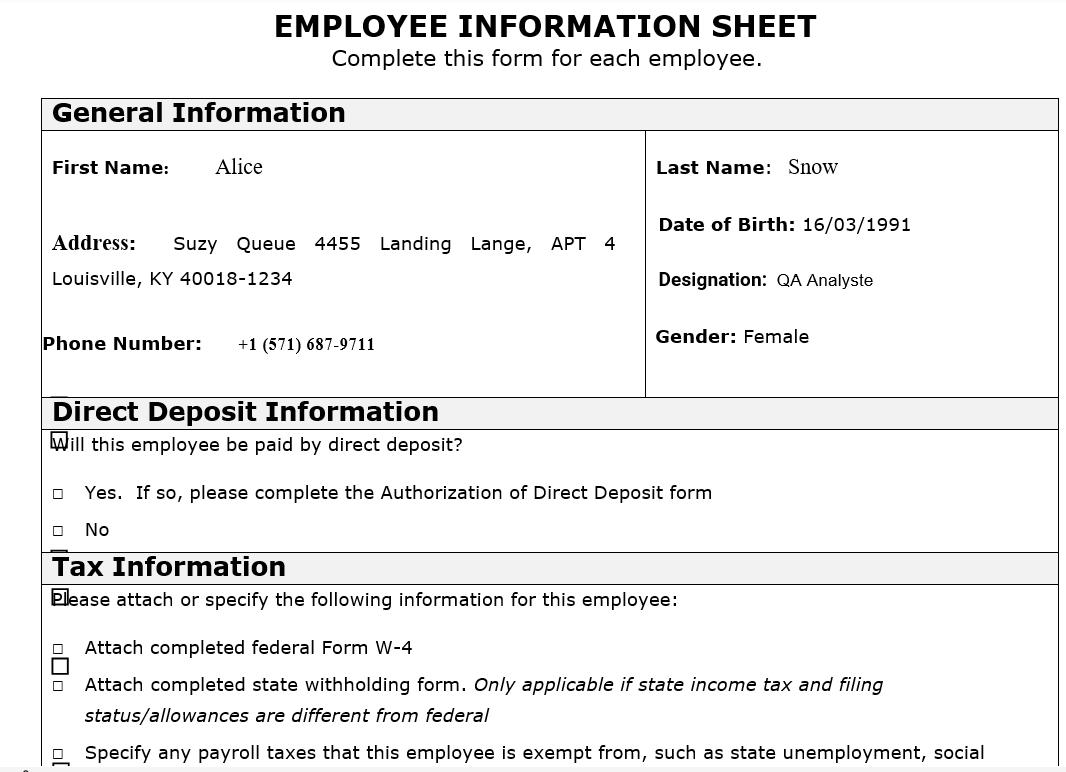 EMPLOYEE INFORMATION SHEET
Complete this form for each employee.
General Information
First Name: Alice
Last Name: Snow
Date of Birth: 16/03/1991
Address: Suzy Queue 4455 Landing Lange, APT 4
Louisville, KY 40018-1234
Designation: QA Analyste
Gender: Female
Phone Number: +1 (571) 687-9711
Direct Deposit Information
Will this employee be paid by direct deposit?
□ Yes. If so, please complete the Authorization of Direct Deposit form
□ No
Tax Information
Please attach or specify the following information for this employee:
□ Attach completed federal Form W-4
□ Attach completed state withholding form. Only applicable if state income tax and filing
status/allowances are different from federal
□ Specify any payroll taxes that this employee is exempt from, such as state unemployment, social